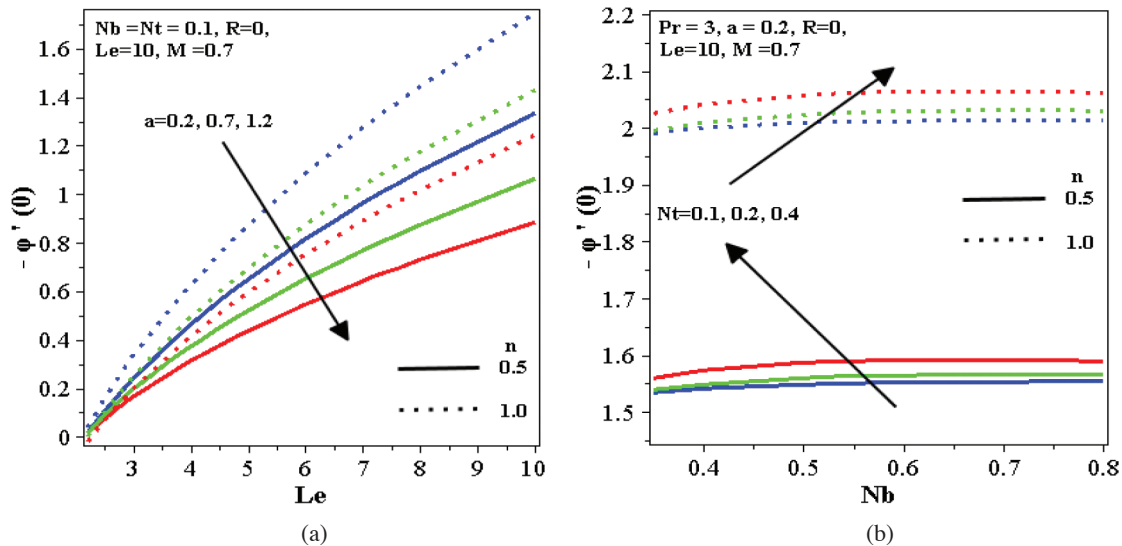 Nb =Nt = 0.1, R=0,
Le=10, M =0.7
a=0.2, 0.7, 1.2
n
0.5
1.0
1.6
1.4
1.2
1
0.8
0.6
0.4
0.2
0
- φ ' (0)
3 4 5 6 7 8 9 10
Le
(a)
Pr = 3, a = 0.2, R=0,
Le=10, M =0.7
Nt=0.1, 0.2, 0.4
n
0.5
1.0
2.2
2.1
2
1.9
1.8
1.7
1.6
1.5
- φ ' (0)
0.4 0.5 0.6 0.7 0.8
Nb
(b)